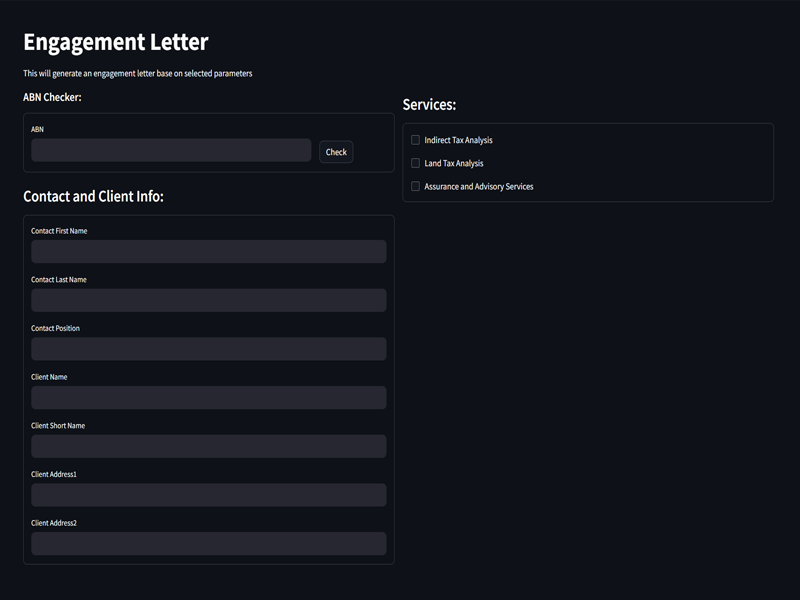 Engagement Letter
This will generate an engagement letter base on selected parameters
ABN Checker:
ABN
Check
Contact and Client Info:
Contact First Name
Contact Last Name
Contact Position
Client Name
Client Short Name
Client Address1
Client Address2
Services:
Indirect Tax Analysis
Land Tax Analysis
Assurance and Advisory Services